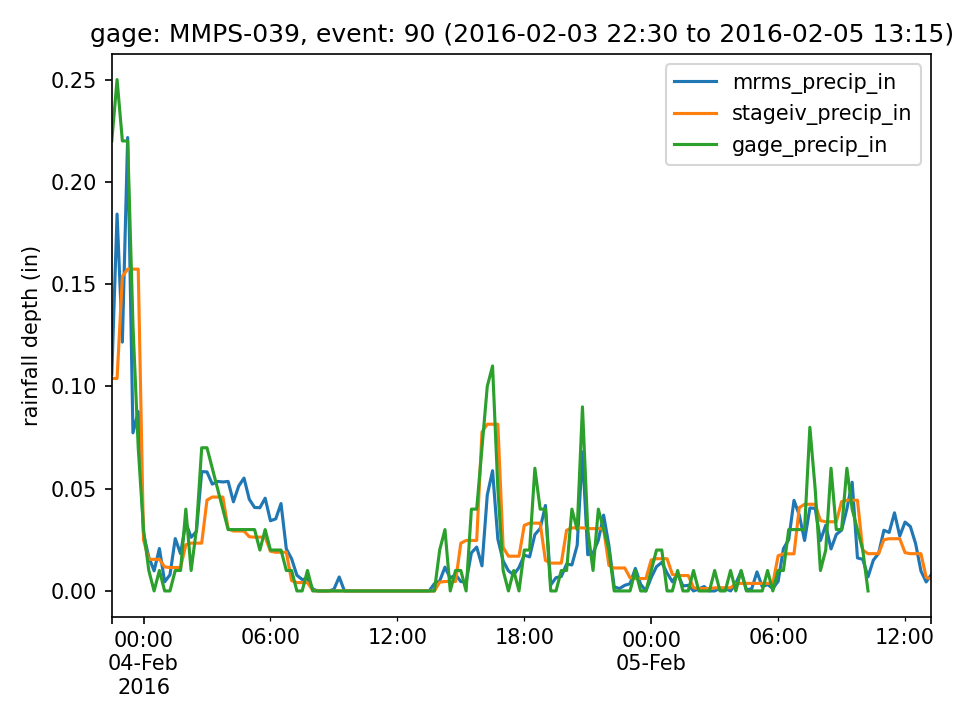 gage: MMPS-039, event: 90 (2016-02-03 22:30 to 2016-02-05 13:15)
mrms_precip_in
stageiv_precip_in
gage_precip_in
rainfall depth (in)
0.25
0.20
0.15
0.10
0.05
0.00
00:00 06:00 12:00 18:00 00:00 06:00 12:00
04-Feb 05-Feb
2016